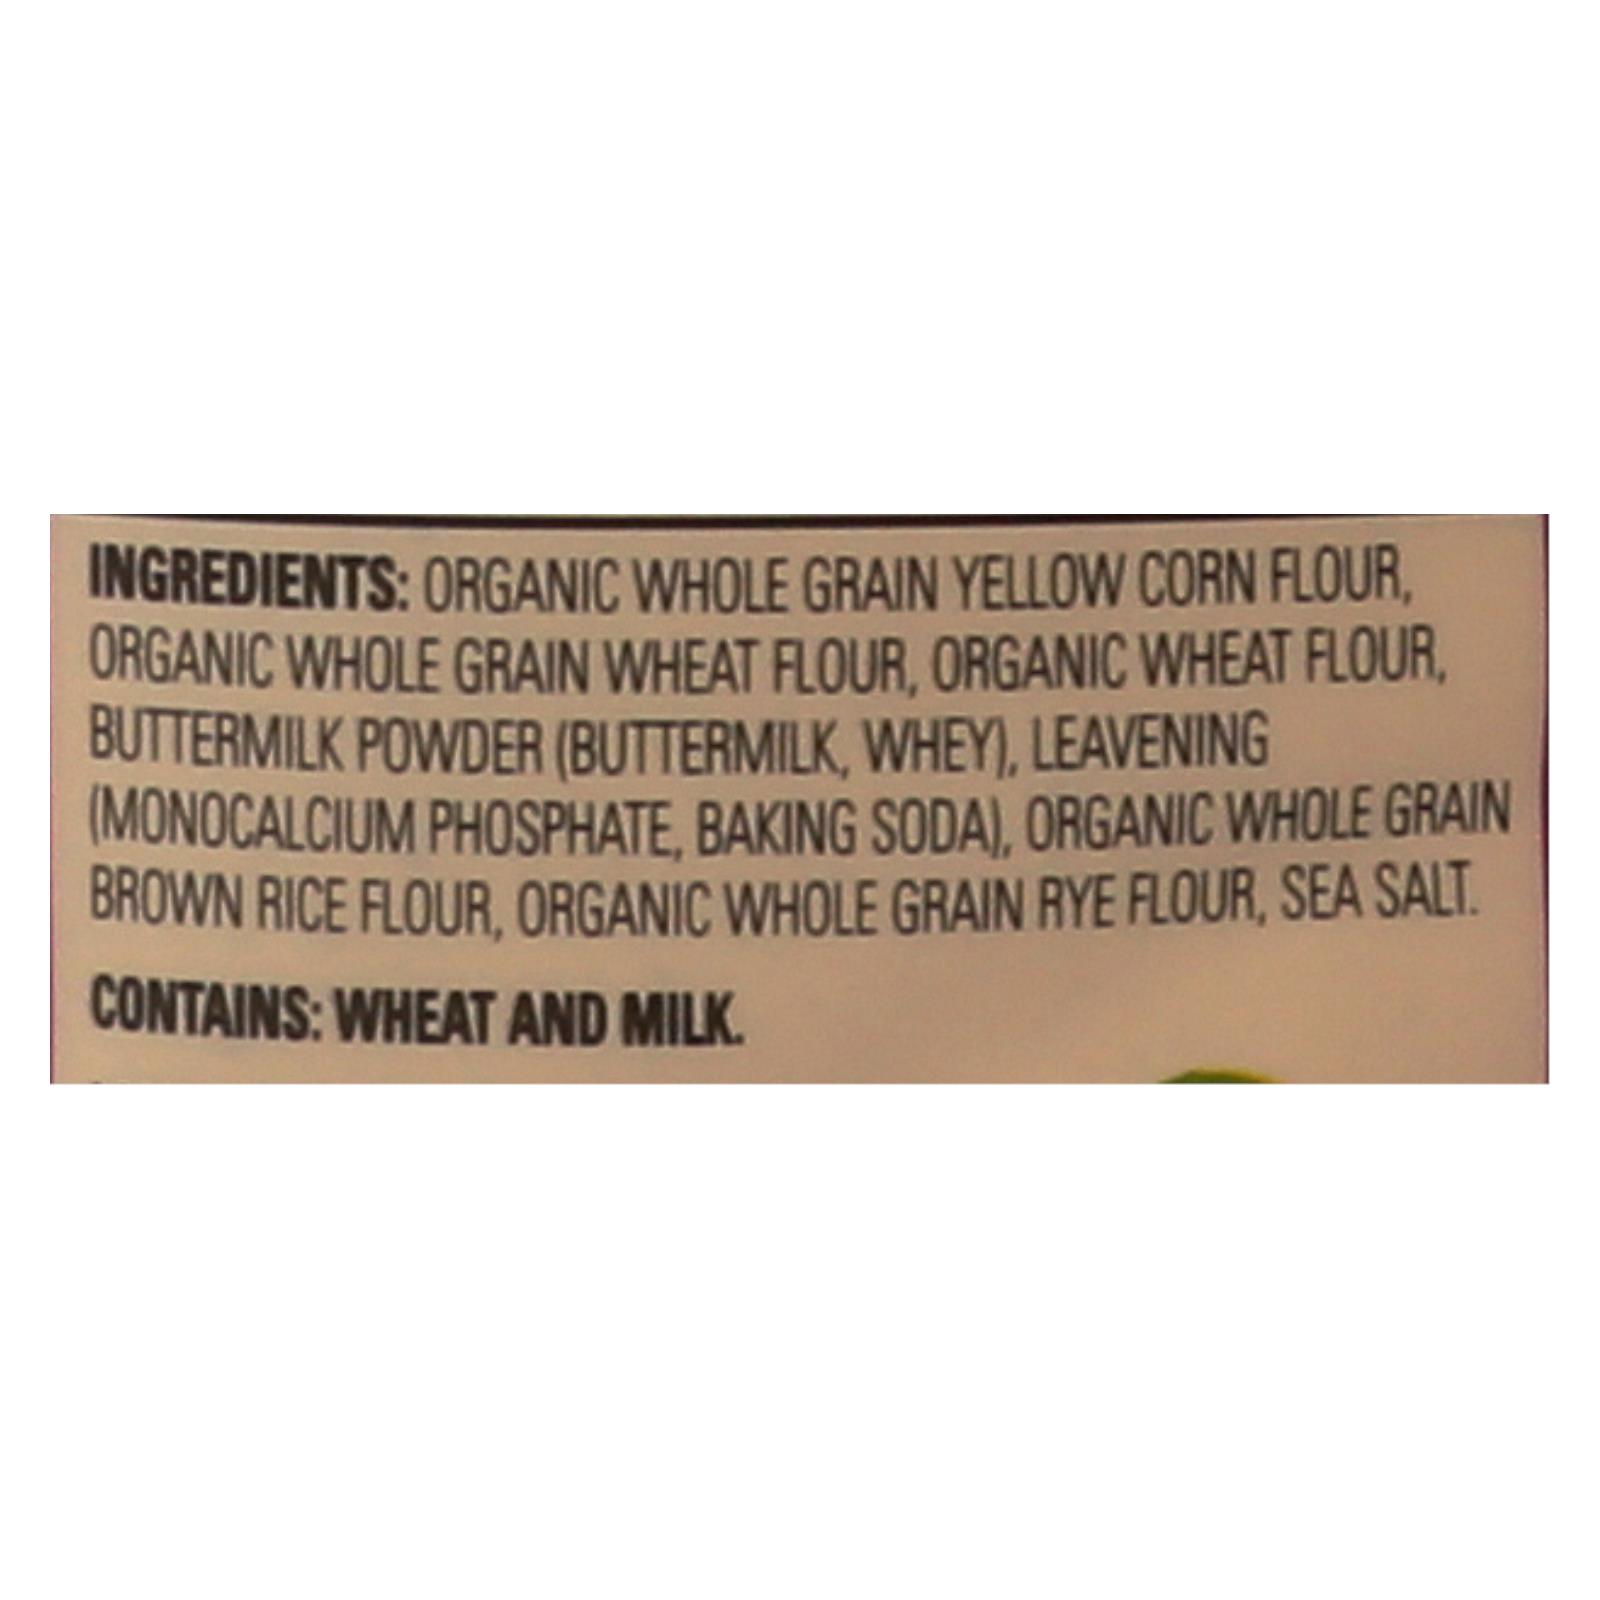 INGREDIENTS: ORGANIC WHOLE GRAIN YELLOW CORN FLOUR,
ORGANIC WHOLE GRAIN WHEAT FLOUR, ORGANIC WHEAT FLOUR,
BUTTERMILK POWDER (BUTTERMILK, WHEY), LEAVENING
(MONOCALCIUM PHOSPHATE, BAKING SODA), ORGANIC WHOLE GRAIN
BROWN RICE FLOUR, ORGANIC WHOLE GRAIN RYE FLOUR, SEA SALT.
CONTAINS: WHEAT AND MILK.